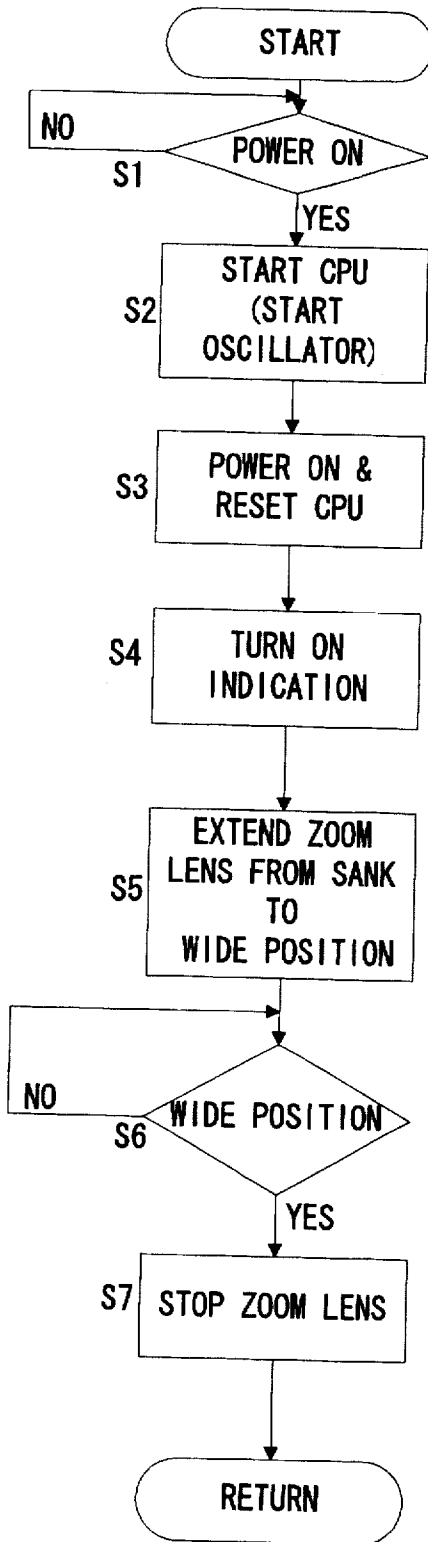 START
NO
POWER ON
S1
YES
START CPU
S2
(START
OSCILLATOR)
S3
POWER ON &
RESET CPU
S4
TURN ON
INDICATION
EXTEND ZOOM
LENS FROM SANK
S5
TO
WIDE POSITION
NO
WIDE POSITION
S6
YES
S7
STOP ZOOM LENS
RETURN